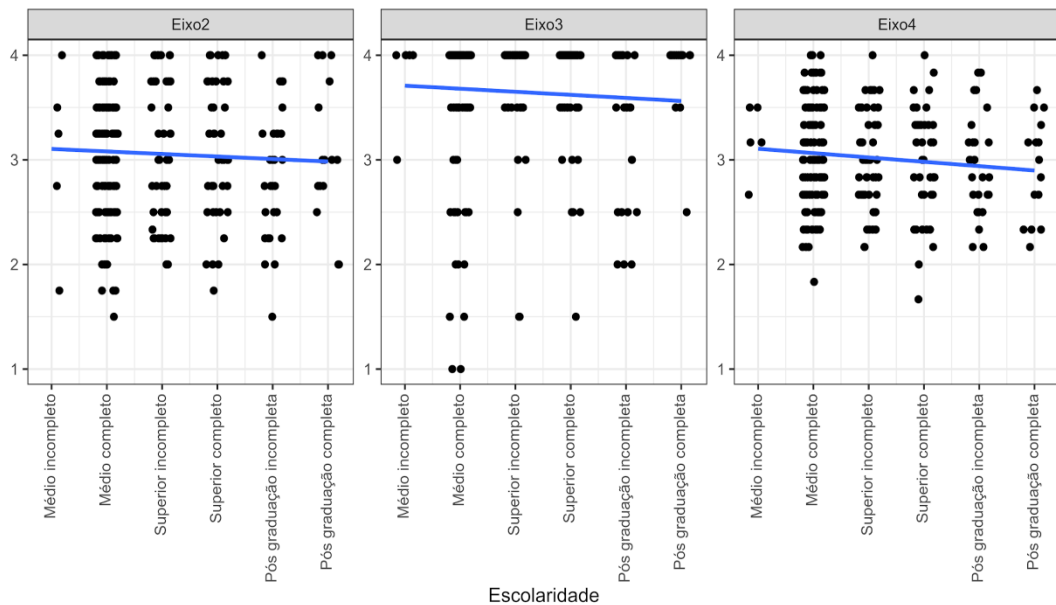 Eixo2
Eixo3
Eixo4
4
3
2
1
Médio incompleto
Médio completo
Superior incompleto
Superior completo
Pós graduação incompleta
Pós graduação completa
Médio incompleto
Médio completo
Superior incompleto
Superior completo
Pós graduação incompleta
Pós graduação completa
Médio incompleto
Médio completo
Superior incompleto
Superior completo
Pós graduação incompleta
Pós graduação completa
4
3
2
1
4
3
2
1
Escolaridade